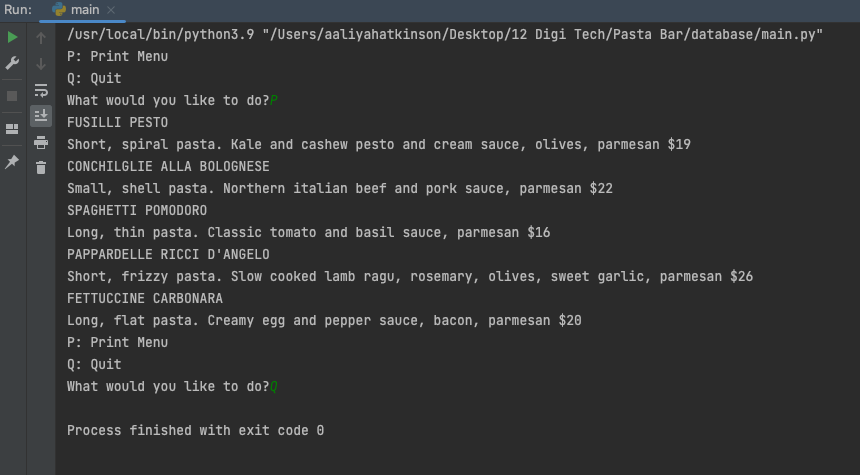 Run: main
/usr/local/bin/python3.9 "/Users/aaliyahatkinson/Desktop/12 Digi Tech/Pasta Bar/database/main.py"
P: Print Menu
Q: Quit
What would you like to do?P
FUSILLI PESTO
Short, spiral pasta. Kale and cashew pesto and cream sauce, olives, parmesan $19
CONCHILGLIE ALLA BOLOGNESE
Small, shell pasta. Northern italian beef and pork sauce, parmesan $22
SPAGHETTI POMODORO
Long, thin pasta. Classic tomato and basil sauce, parmesan $16
PAPPARDELLE RICCI D'ANGELO
Short, frizzy pasta. Slow cooked lamb ragu, rosemary, olives, sweet garlic, parmesan $26
FETTUCCINE CARBONARA
Long, flat pasta. Creamy egg and pepper sauce, bacon, parmesan $20
P: Print Menu
Q: Quit
What would you like to do?Q
Process finished with exit code 0